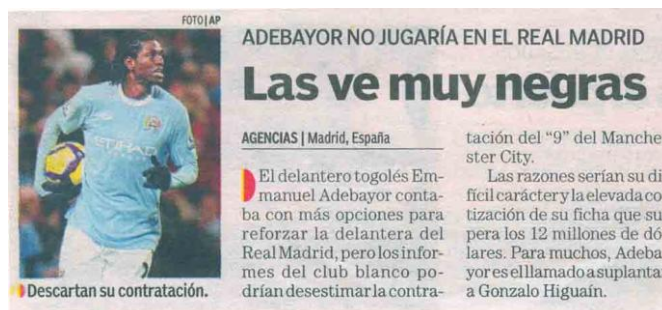 FOTO | AP
ADEBAYOR NO JUGARÍA EN EL REAL MADRID
Las ve muy negras
AGENCIAS | Madrid, España
El delantero togolés Em-
manuel Adebayor conta-
ba con más opciones para
reforzar la delantera del
Real Madrid, pero los infor-
mes del club blanco po-
drían desestimar la contra-
tación del "9" del Manche
ster City.
Las razones serían su di
fícil carácter y la elevada co
tización de su ficha que su
pera los 12 millones de dó
lares. Para muchos, Adeba
yor es el llamado a suplanta
a Gonzalo Higuaín.
ETIHAD
Descartan su contratación.